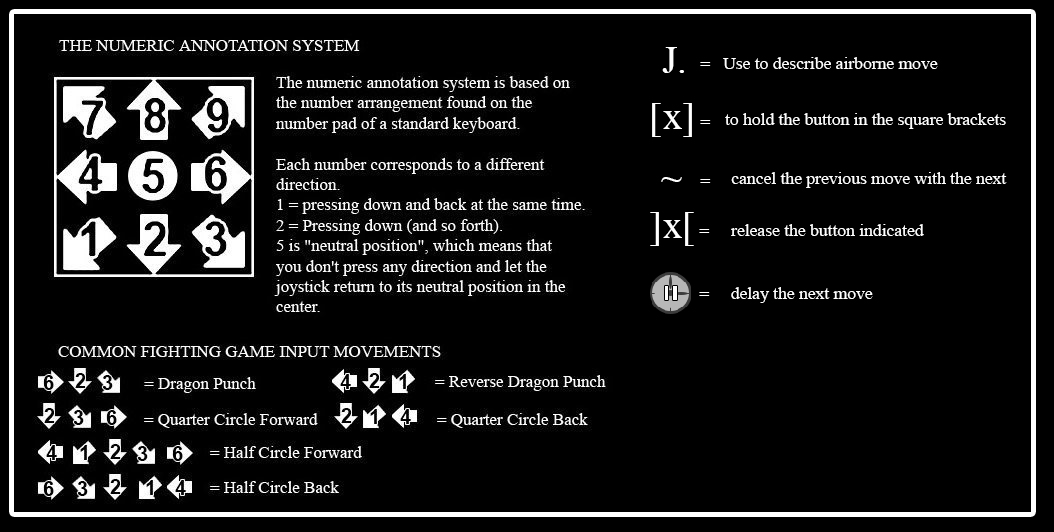 THE NUMERIC ANNOTATION SYSTEM
7 8 9
4 5 6
1 2 3
The numeric annotation system is based on
the number arrangement found on the
number pad of a standard keyboard.
Each number corresponds to a different
direction.
1 = pressing down and back at the same time.
2 = Pressing down (and so forth).
5 is "neutral position", which means that
you don't press any direction and let the
joystick return to its neutral position in the
center.
J. = Use to describe airborne move
[x] = to hold the button in the square brackets
~ = cancel the previous move with the next
]x[ = release the button indicated
= delay the next move
COMMON FIGHTING GAME INPUT MOVEMENTS
6 2 3 = Dragon Punch
4 2 1 = Reverse Dragon Punch
2 3 6 = Quarter Circle Forward
2 1 4 = Quarter Circle Back
4 1 2 3 6 = Half Circle Forward
6 3 2 1 4 = Half Circle Back